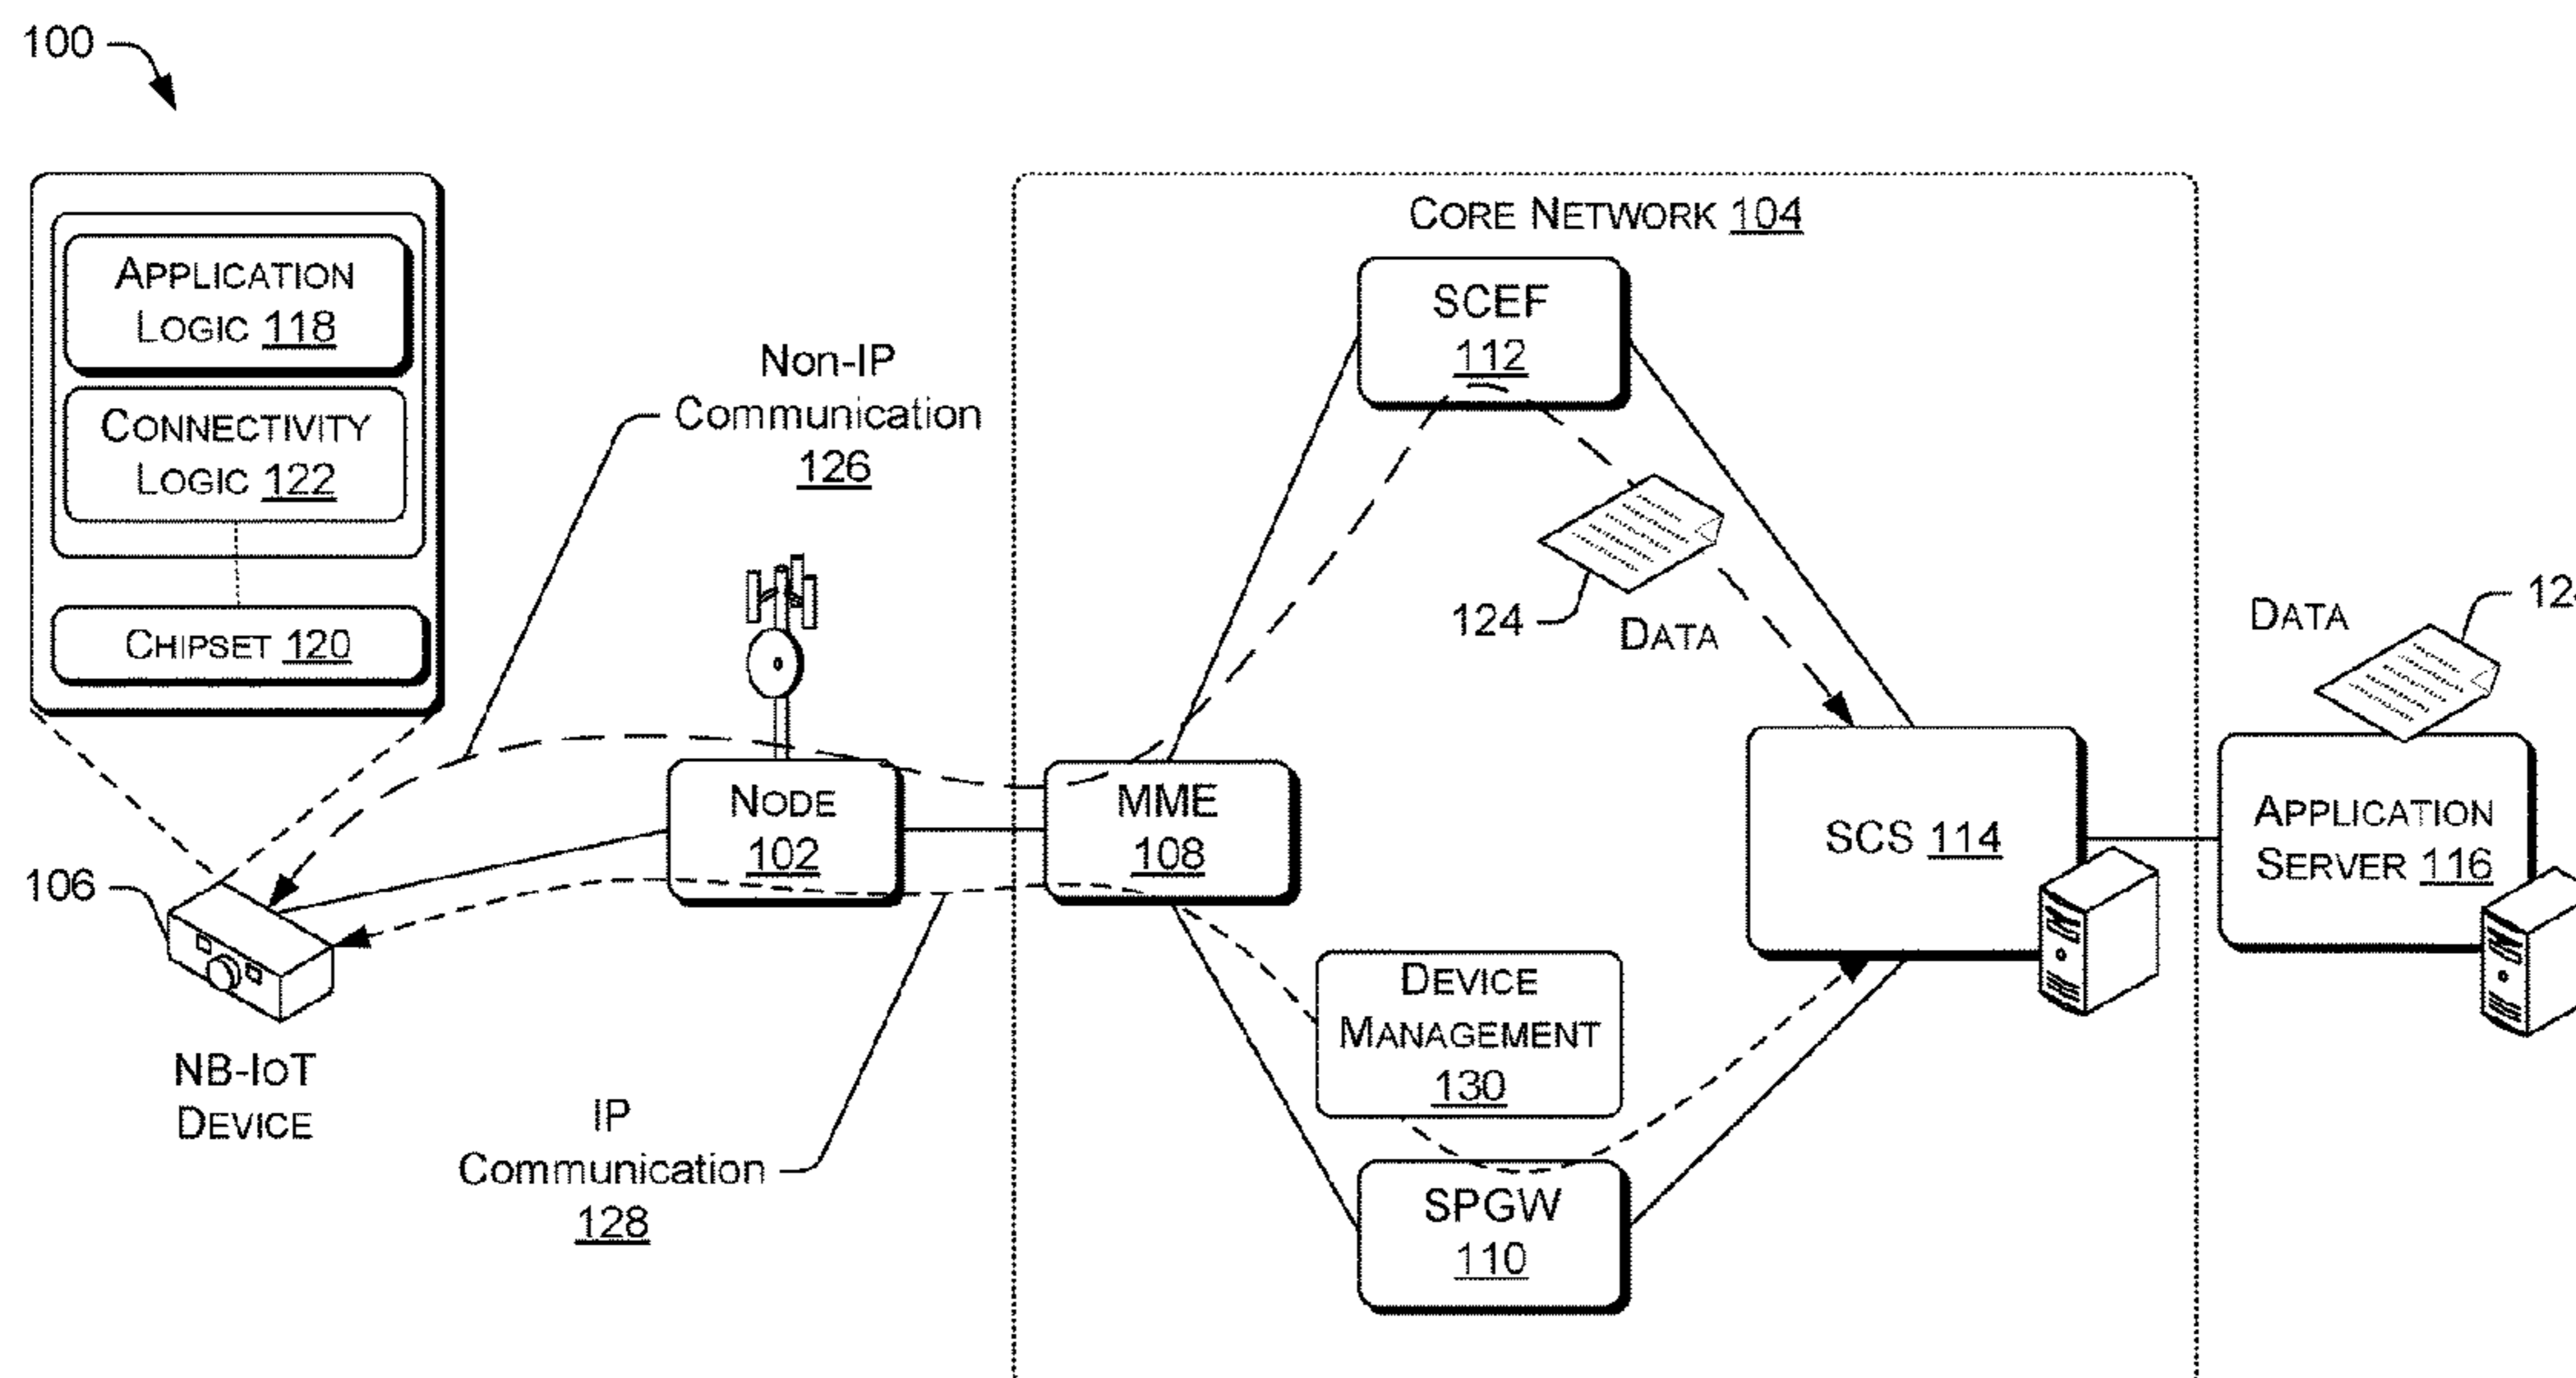 100
APPLICATION
LOGIC 118
CONNECTIVITY
LOGIC 122
CHIPSET 120
106
NB-IOT
DEVICE
Non-IP
Communication
126
NODE
102
IP
Communication
128
CORE NETWORK 104
SCEF
112
124
DATA
MME
108
SCS 114
DEVICE
MANAGEMENT
130
SPGW
110
DATA
APPLICATION
SERVER 116